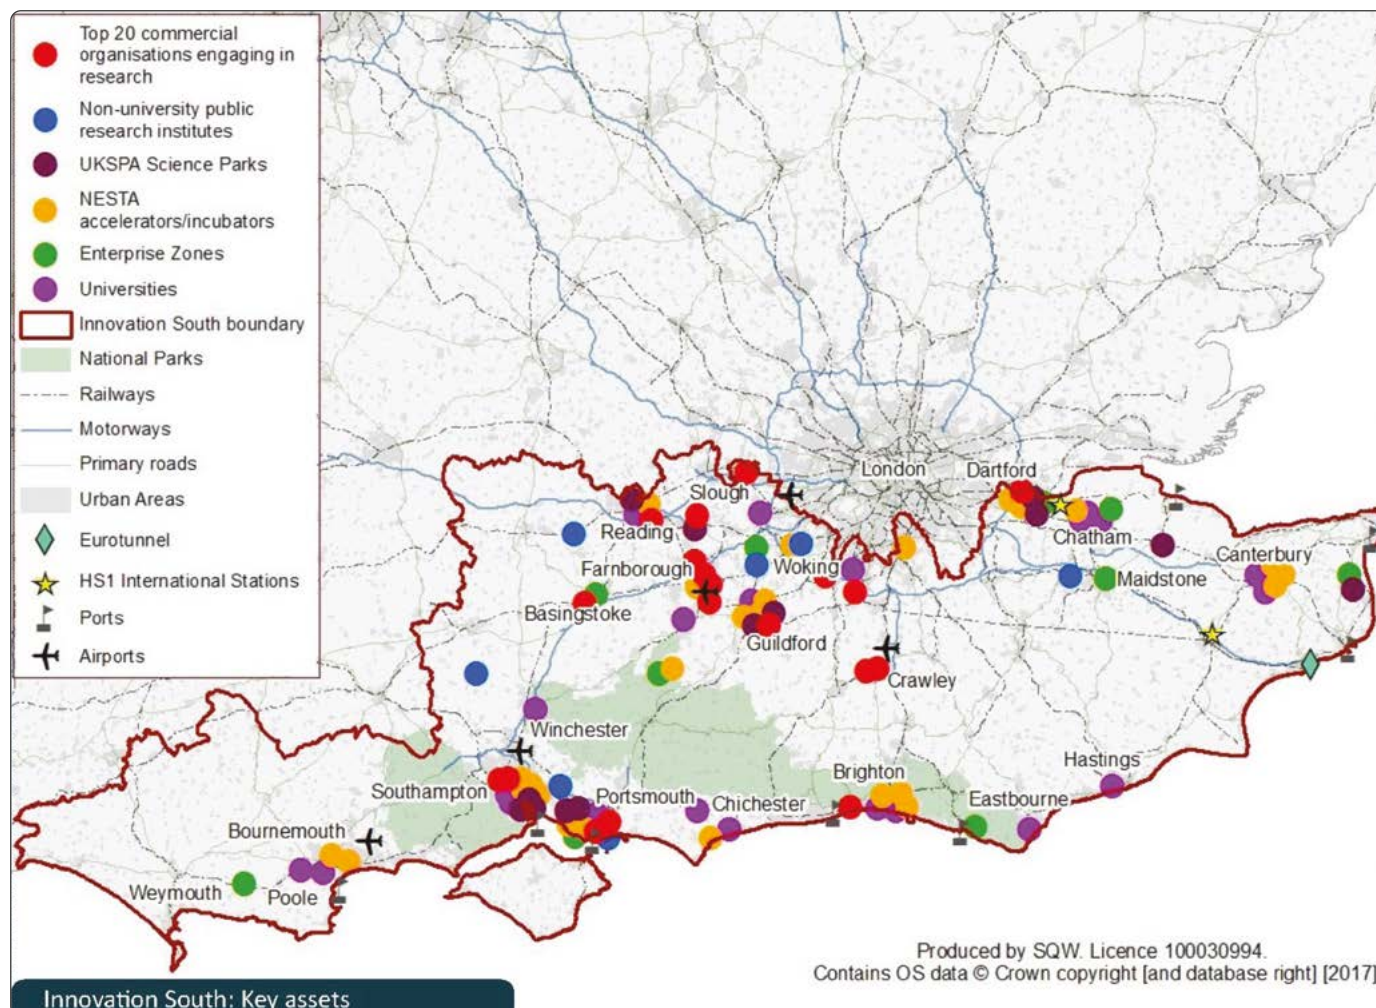 Top 20 commercial
organisations engaging in
research
Non-university public
research institutes
UKSPA Science Parks
NESTA
accelerators/incubators
Enterprise Zones
Universities
Innovation South boundary
National Parks
Railways
Motorways
Primary roads
Urban Areas
Eurotunnel
HS1 International Stations
Ports
Airports
London
Dartford
Slough
Reading
Chatham
Canterbury
Farnborough
Woking
Maidstone
Basingstoke
Guildford
Crawley
Winchester
Hastings
Brighton
Southampton
Portsmouth
Chichester
Eastbourne
Bournemouth
Weymouth
Poole
Produced by SQW. Licence 100030994.
Contains OS data © Crown copyright [and database right] [2017]
Innovation South: Key assets